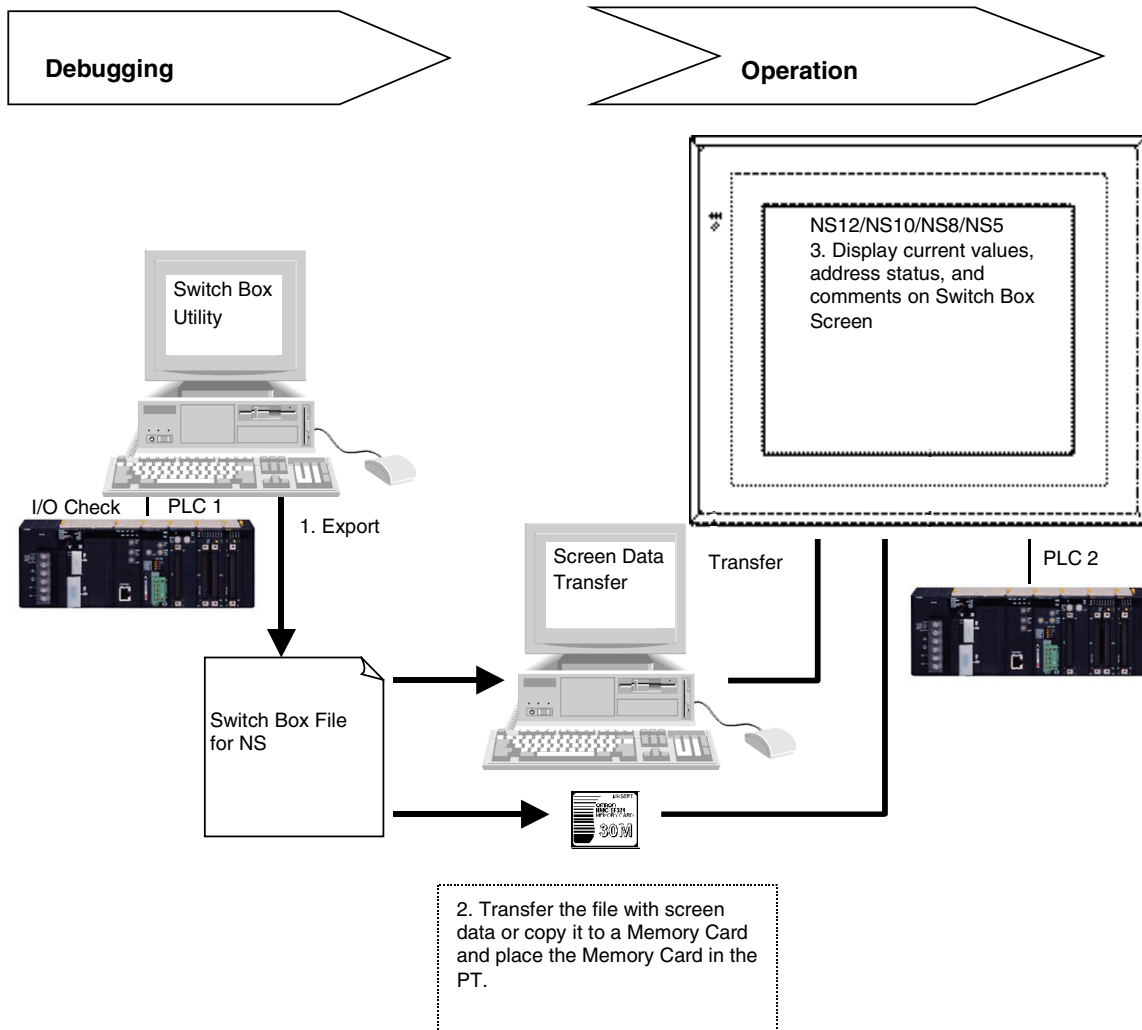 Debugging
Operation
NS12/NS10/NS8/NS5
3. Display current values,
address status, and
comments on Switch Box
Screen
Switch Box
Utility
I/O Check
PLC 1
1. Export
Screen Data
Transfer
Transfer
PLC 2
Switch Box File
for NS
omron
MEMORY CARD
30M
2. Transfer the file with screen
data or copy it to a Memory Card
and place the Memory Card in the
PT.